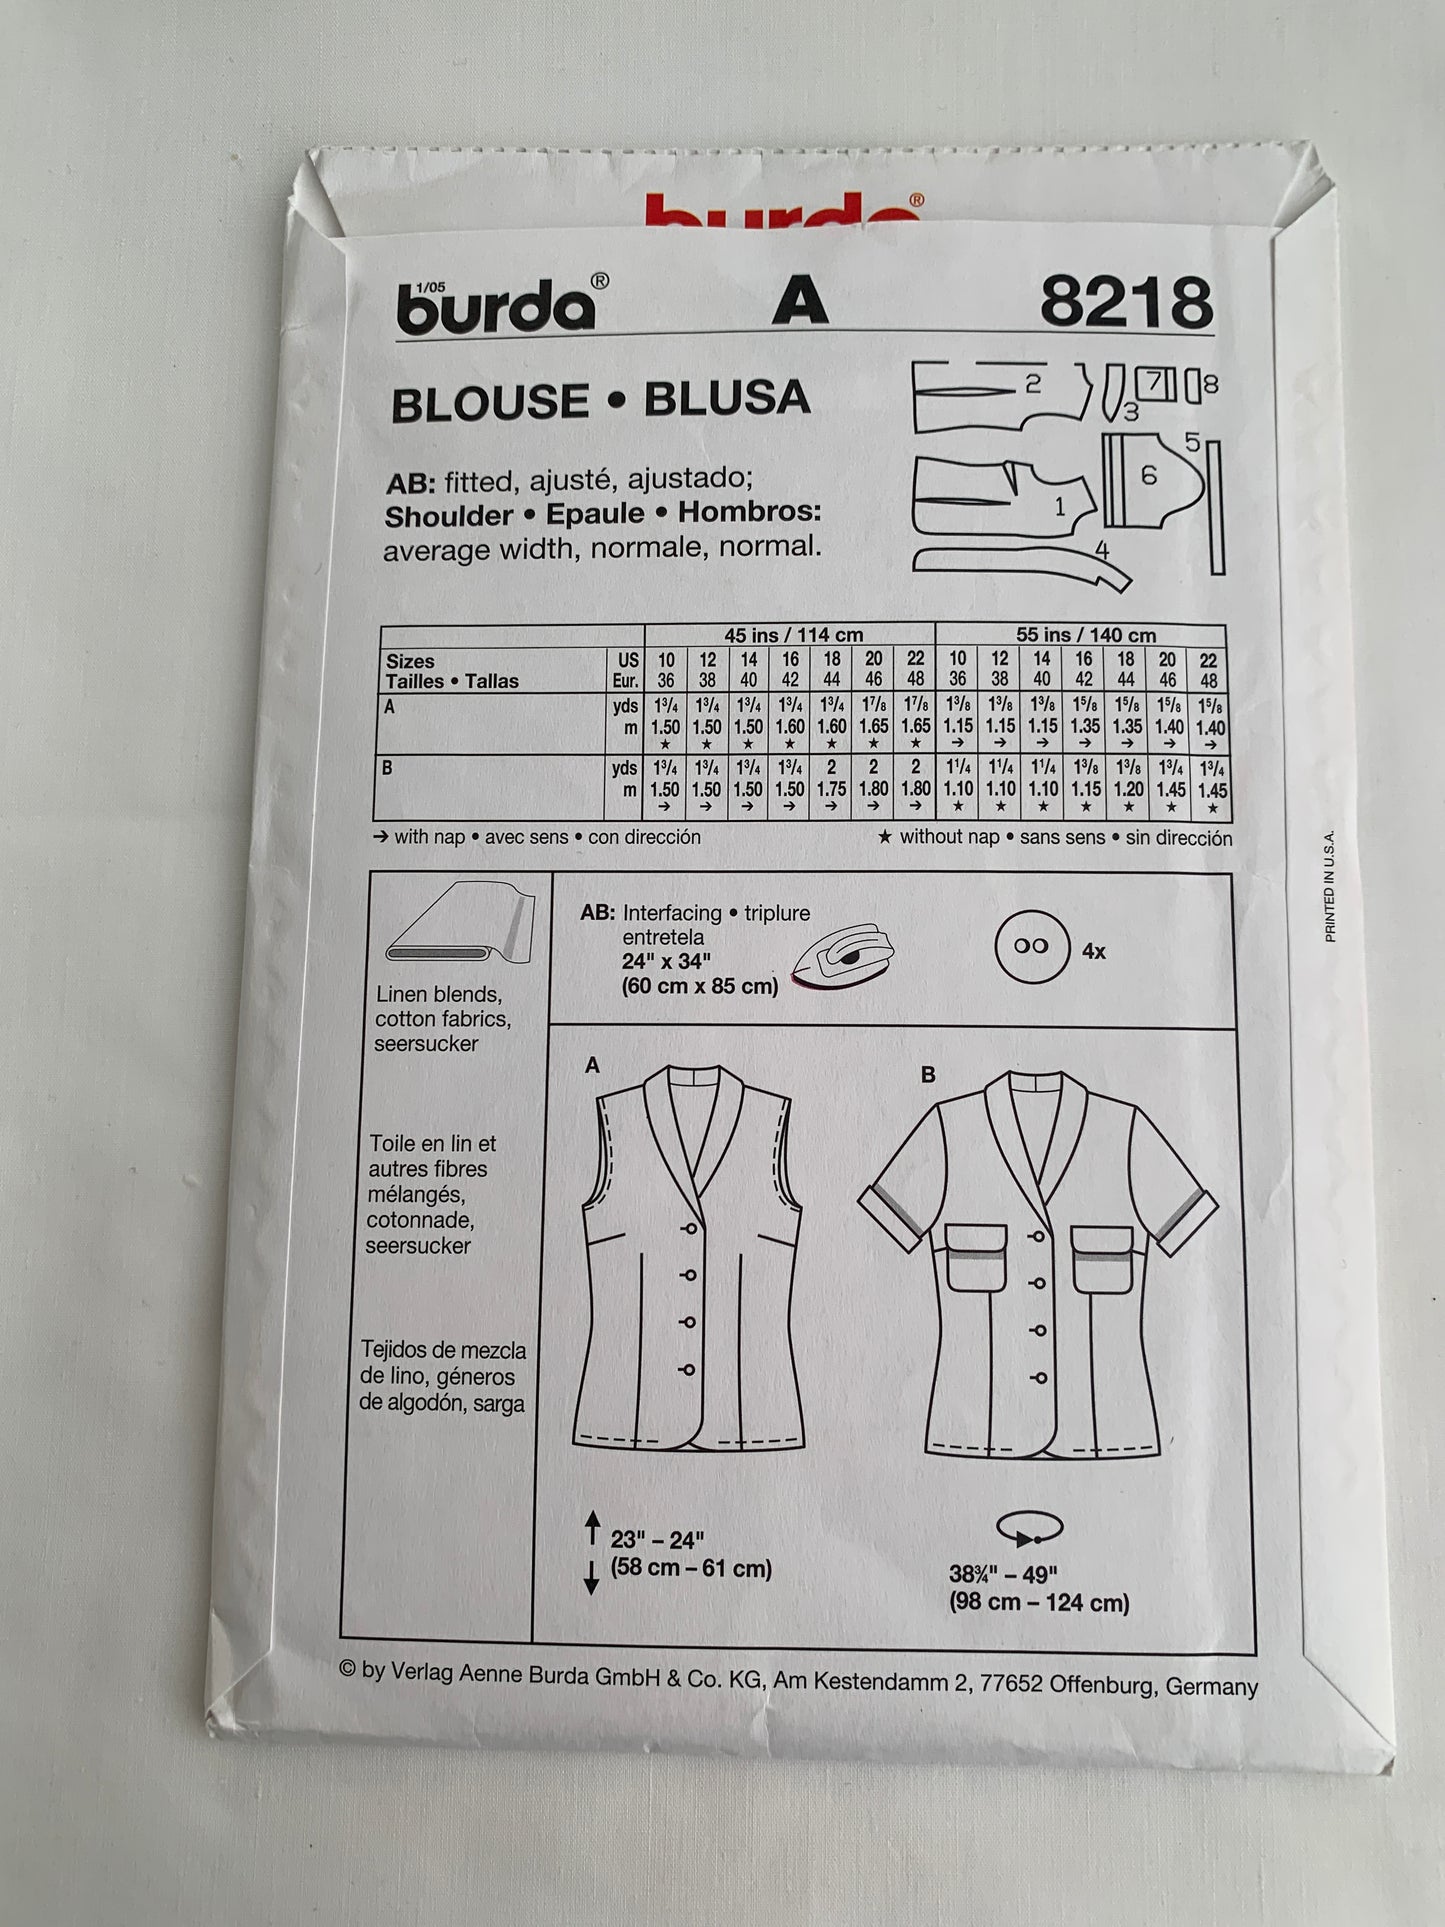 burda®
1/05
burda® A 8218
BLOUSE • BLUSA
AB: fitted, ajusté, ajustado;
Shoulder • Epaule • Hombros:
average width, normale, normal.
2 3 7 8
1 6 5
4
45 ins / 114 cm 55 ins / 140 cm
Sizes US 10 12 14 16 18 20 22 10 12 14 16 18 20 22
Tailles • Tallas Eur. 36 38 40 42 44 46 48 36 38 40 42 44 46 48
A yds 1³/₄ 1³/₄ 1³/₄ 1³/₄ 1³/₄ 1⁷/₈ 1⁷/₈ 1³/₈ 1³/₈ 1³/₈ 1⁵/₈ 1⁵/₈ 1⁵/₈ 1⁵/₈
m 1.50 1.50 1.50 1.60 1.60 1.65 1.65 1.15 1.15 1.15 1.35 1.35 1.40 1.40
★ ★ ★ ★ ★ ★ ★ → → → → → → →
B yds 1³/₄ 1³/₄ 1³/₄ 1³/₄ 2 2 2 1¹/₄ 1¹/₄ 1¹/₄ 1³/₈ 1³/₈ 1³/₄ 1³/₄
m 1.50 1.50 1.50 1.50 1.75 1.80 1.80 1.10 1.10 1.10 1.15 1.20 1.45 1.45
→ → → → → → → ★ ★ ★ ★ ★ ★ ★
→ with nap • avec sens • con dirección ★ without nap • sans sens • sin dirección
PRINTED IN U.S.A.
Linen blends,
cotton fabrics,
seersucker
Toile en lin et
autres fibres
mélangés,
cotonnade,
seersucker
Tejidos de mezcla
de lino, géneros
de algodón, sarga
AB: Interfacing • triplure
entretela
24" x 34"
(60 cm x 85 cm)
4x
A
B
23" – 24"
(58 cm – 61 cm)
38¾" – 49"
(98 cm – 124 cm)
© by Verlag Aenne Burda GmbH & Co. KG, Am Kestendamm 2, 77652 Offenburg, Germany